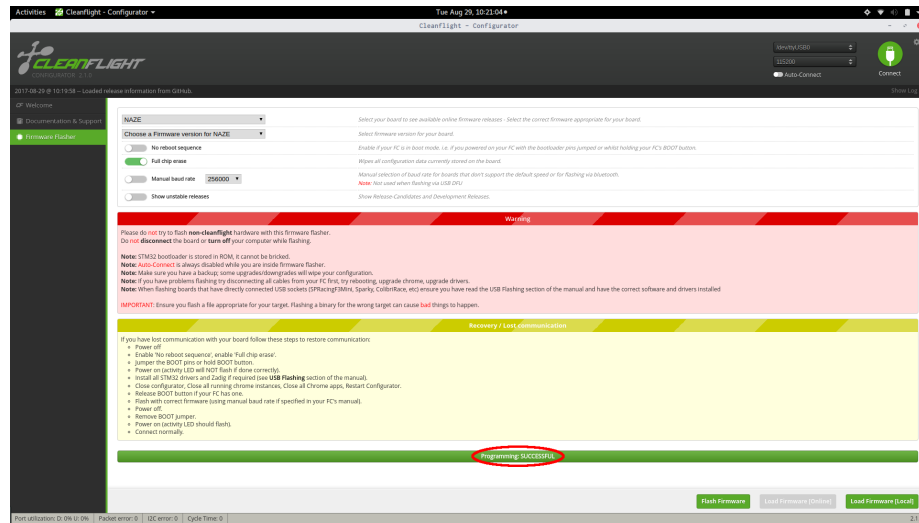 Activities Cleanflight - Configurator
Tue Aug 29, 10:21:04
Cleanflight - Configurator
CLEANFLIGHT
CONFIGURATOR 2.1.0
/dev/ttyUSB0
115200
Auto-Connect
Connect
2017-08-29 @ 10:19:58 -- Loaded release information from GitHub.
Show Log
Welcome
Documentation & Support
Firmware Flasher
NAZE
Select your board to see available online firmware releases - Select the correct firmware appropriate for your board.
Choose a Firmware version for NAZE
Select firmware version for your board.
No reboot sequence
Enable if your FC is in boot mode. i.e. if you powered on your FC with the bootloader pins jumped or whilst holding your FC's BOOT button.
Full chip erase
Wipes all configuration data currently stored on the board.
Manual baud rate 256000
Manual selection of baud rate for boards that don't support the default speed or for flashing via bluetooth.
Note: Not used when flashing via USB DFU
Show unstable releases
Show Release-Candidates and Development Releases.
Warning
Please do not try to flash non-cleanflight hardware with this firmware flasher.
Do not disconnect the board or turn off your computer while flashing.
Note: STM32 bootloader is stored in ROM, it cannot be bricked.
Note: Auto-Connect is always disabled while you are inside firmware flasher.
Note: Make sure you have a backup; some upgrades/downgrades will wipe your configuration.
Note: If you have problems flashing try disconnecting all cables from your FC first, try rebooting, upgrade chrome, upgrade drivers.
Note: When flashing boards that have directly connected USB sockets (SPRacingF3Mini, Sparky, ColibriRace, etc) ensure you have read the USB Flashing section of the manual and have the correct software and drivers installed
IMPORTANT: Ensure you flash a file appropriate for your target. Flashing a binary for the wrong target can cause bad things to happen.
Recovery / Lost communication
If you have lost communication with your board follow these steps to restore communication:
Power off
Enable 'No reboot sequence', enable 'Full chip erase'.
Jumper the BOOT pins or hold BOOT button.
Power on (activity LED will NOT flash if done correctly).
Install all STM32 drivers and Zadig if required (see USB Flashing section of the manual).
Close configurator, Close all running chrome instances, Close all Chrome apps, Restart Configurator.
Release BOOT button if your FC has one.
Flash with correct firmware (using manual baud rate if specified in your FC's manual).
Power off.
Remove BOOT jumper.
Power on (activity LED should flash).
Connect normally.
Programming: SUCCESSFUL
Flash Firmware
Load Firmware [Online]
Load Firmware [Local]
Port utilization: D: 0% U: 0% Packet error: 0 I2C error: 0 Cycle Time: 0